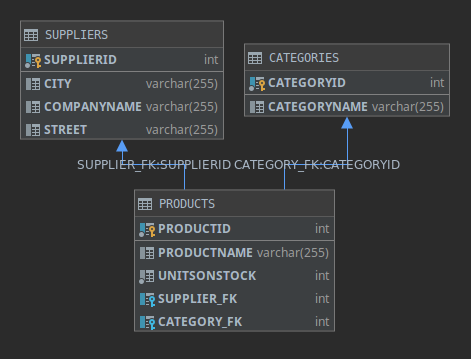 SUPPLIERS
SUPPLIERID int
CITY varchar(255)
COMPANYNAME varchar(255)
STREET varchar(255)
CATEGORIES
CATEGORYID int
CATEGORYNAME varchar(255)
SUPPLIER_FK:SUPPLIERID CATEGORY_FK:CATEGORYID
PRODUCTS
PRODUCTID int
PRODUCTNAME varchar(255)
UNITSONSTOCK int
SUPPLIER_FK int
CATEGORY_FK int